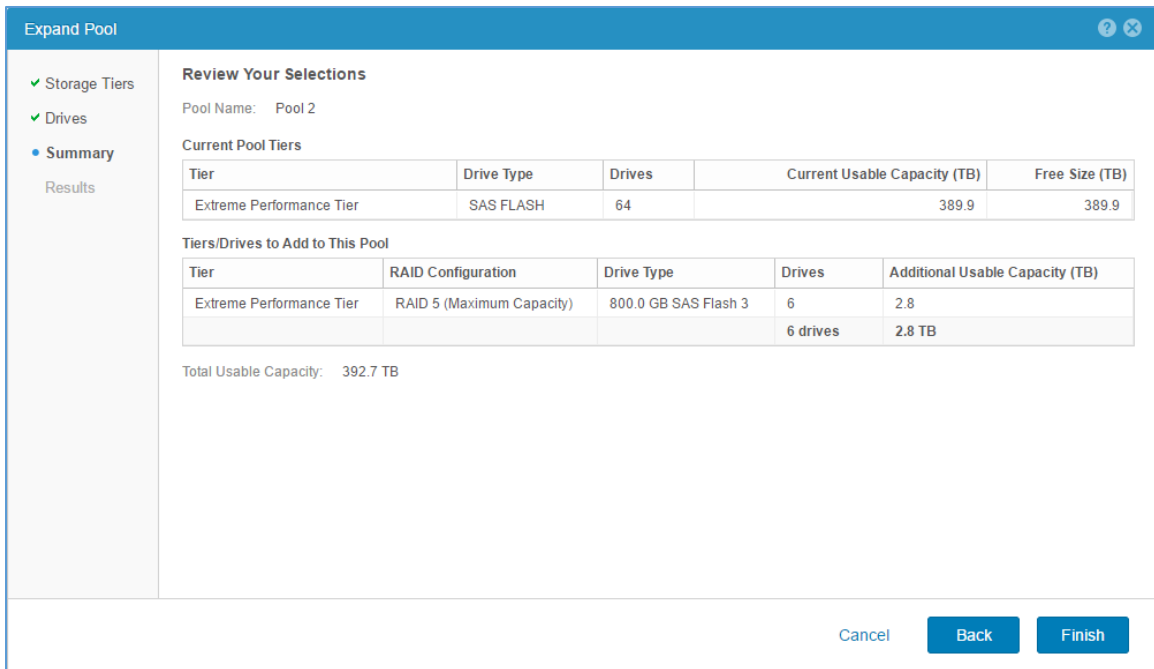 Expand Pool
Storage Tiers
Drives
Summary
Results
Review Your Selections
Pool Name: Pool 2
Current Pool Tiers
Tier Drive Type Drives Current Usable Capacity (TB) Free Size (TB)
Extreme Performance Tier SAS FLASH 64 389.9 389.9
Tiers/Drives to Add to This Pool
Tier RAID Configuration Drive Type Drives Additional Usable Capacity (TB)
Extreme Performance Tier RAID 5 (Maximum Capacity) 800.0 GB SAS Flash 3 6 2.8
6 drives 2.8 TB
Total Usable Capacity: 392.7 TB
Cancel Back Finish